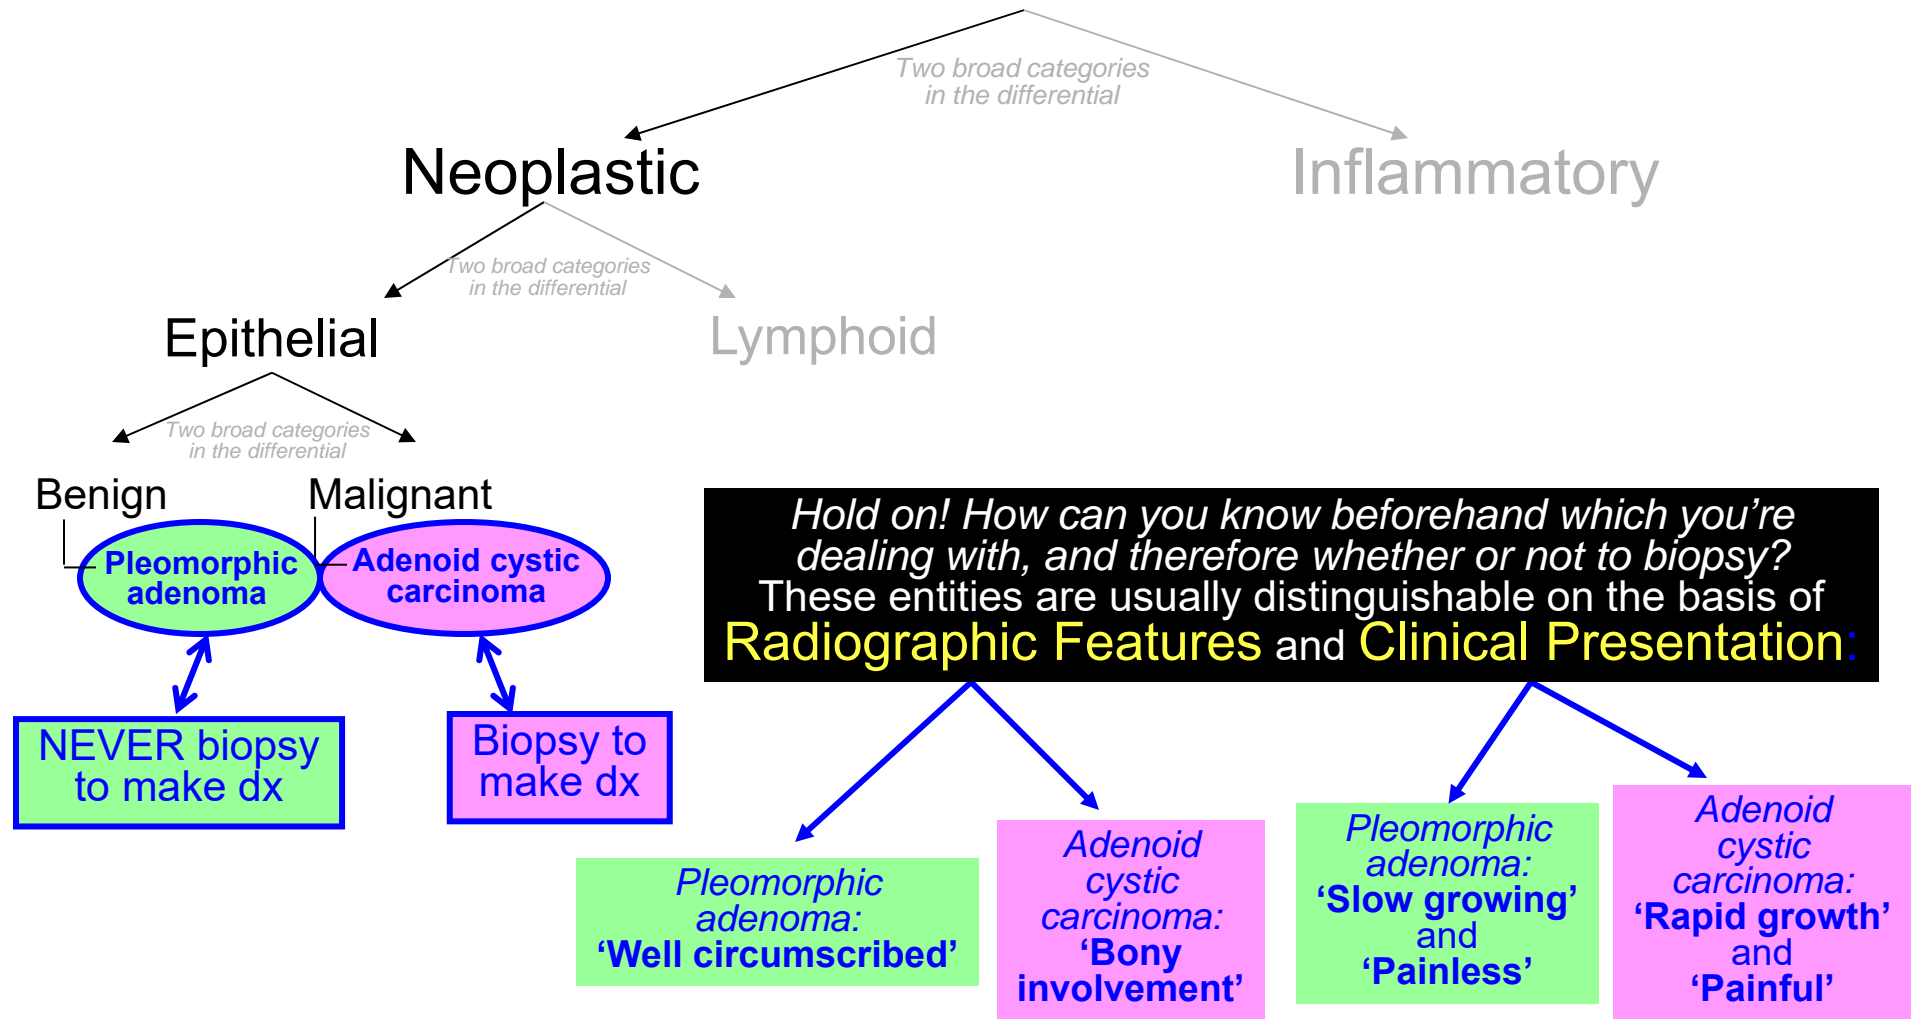 Two broad categories
in the differential
Neoplastic
Inflammatory
Two broad categories
in the differential
Epithelial
Lymphoid
Two broad categories
in the differential
Benign
Malignant
Pleomorphic
adenoma
Adenoid cystic
carcinoma
NEVER biopsy
to make dx
Biopsy to
make dx
Hold on! How can you know beforehand which you’re
dealing with, and therefore whether or not to biopsy?
These entities are usually distinguishable on the basis of
Radiographic Features and Clinical Presentation:
Pleomorphic
adenoma:
‘Well circumscribed’
Adenoid
cystic
carcinoma:
‘Bony
involvement’
Pleomorphic
adenoma:
‘Slow growing’
and
‘Painless’
Adenoid
cystic
carcinoma:
‘Rapid growth’
and
‘Painful’